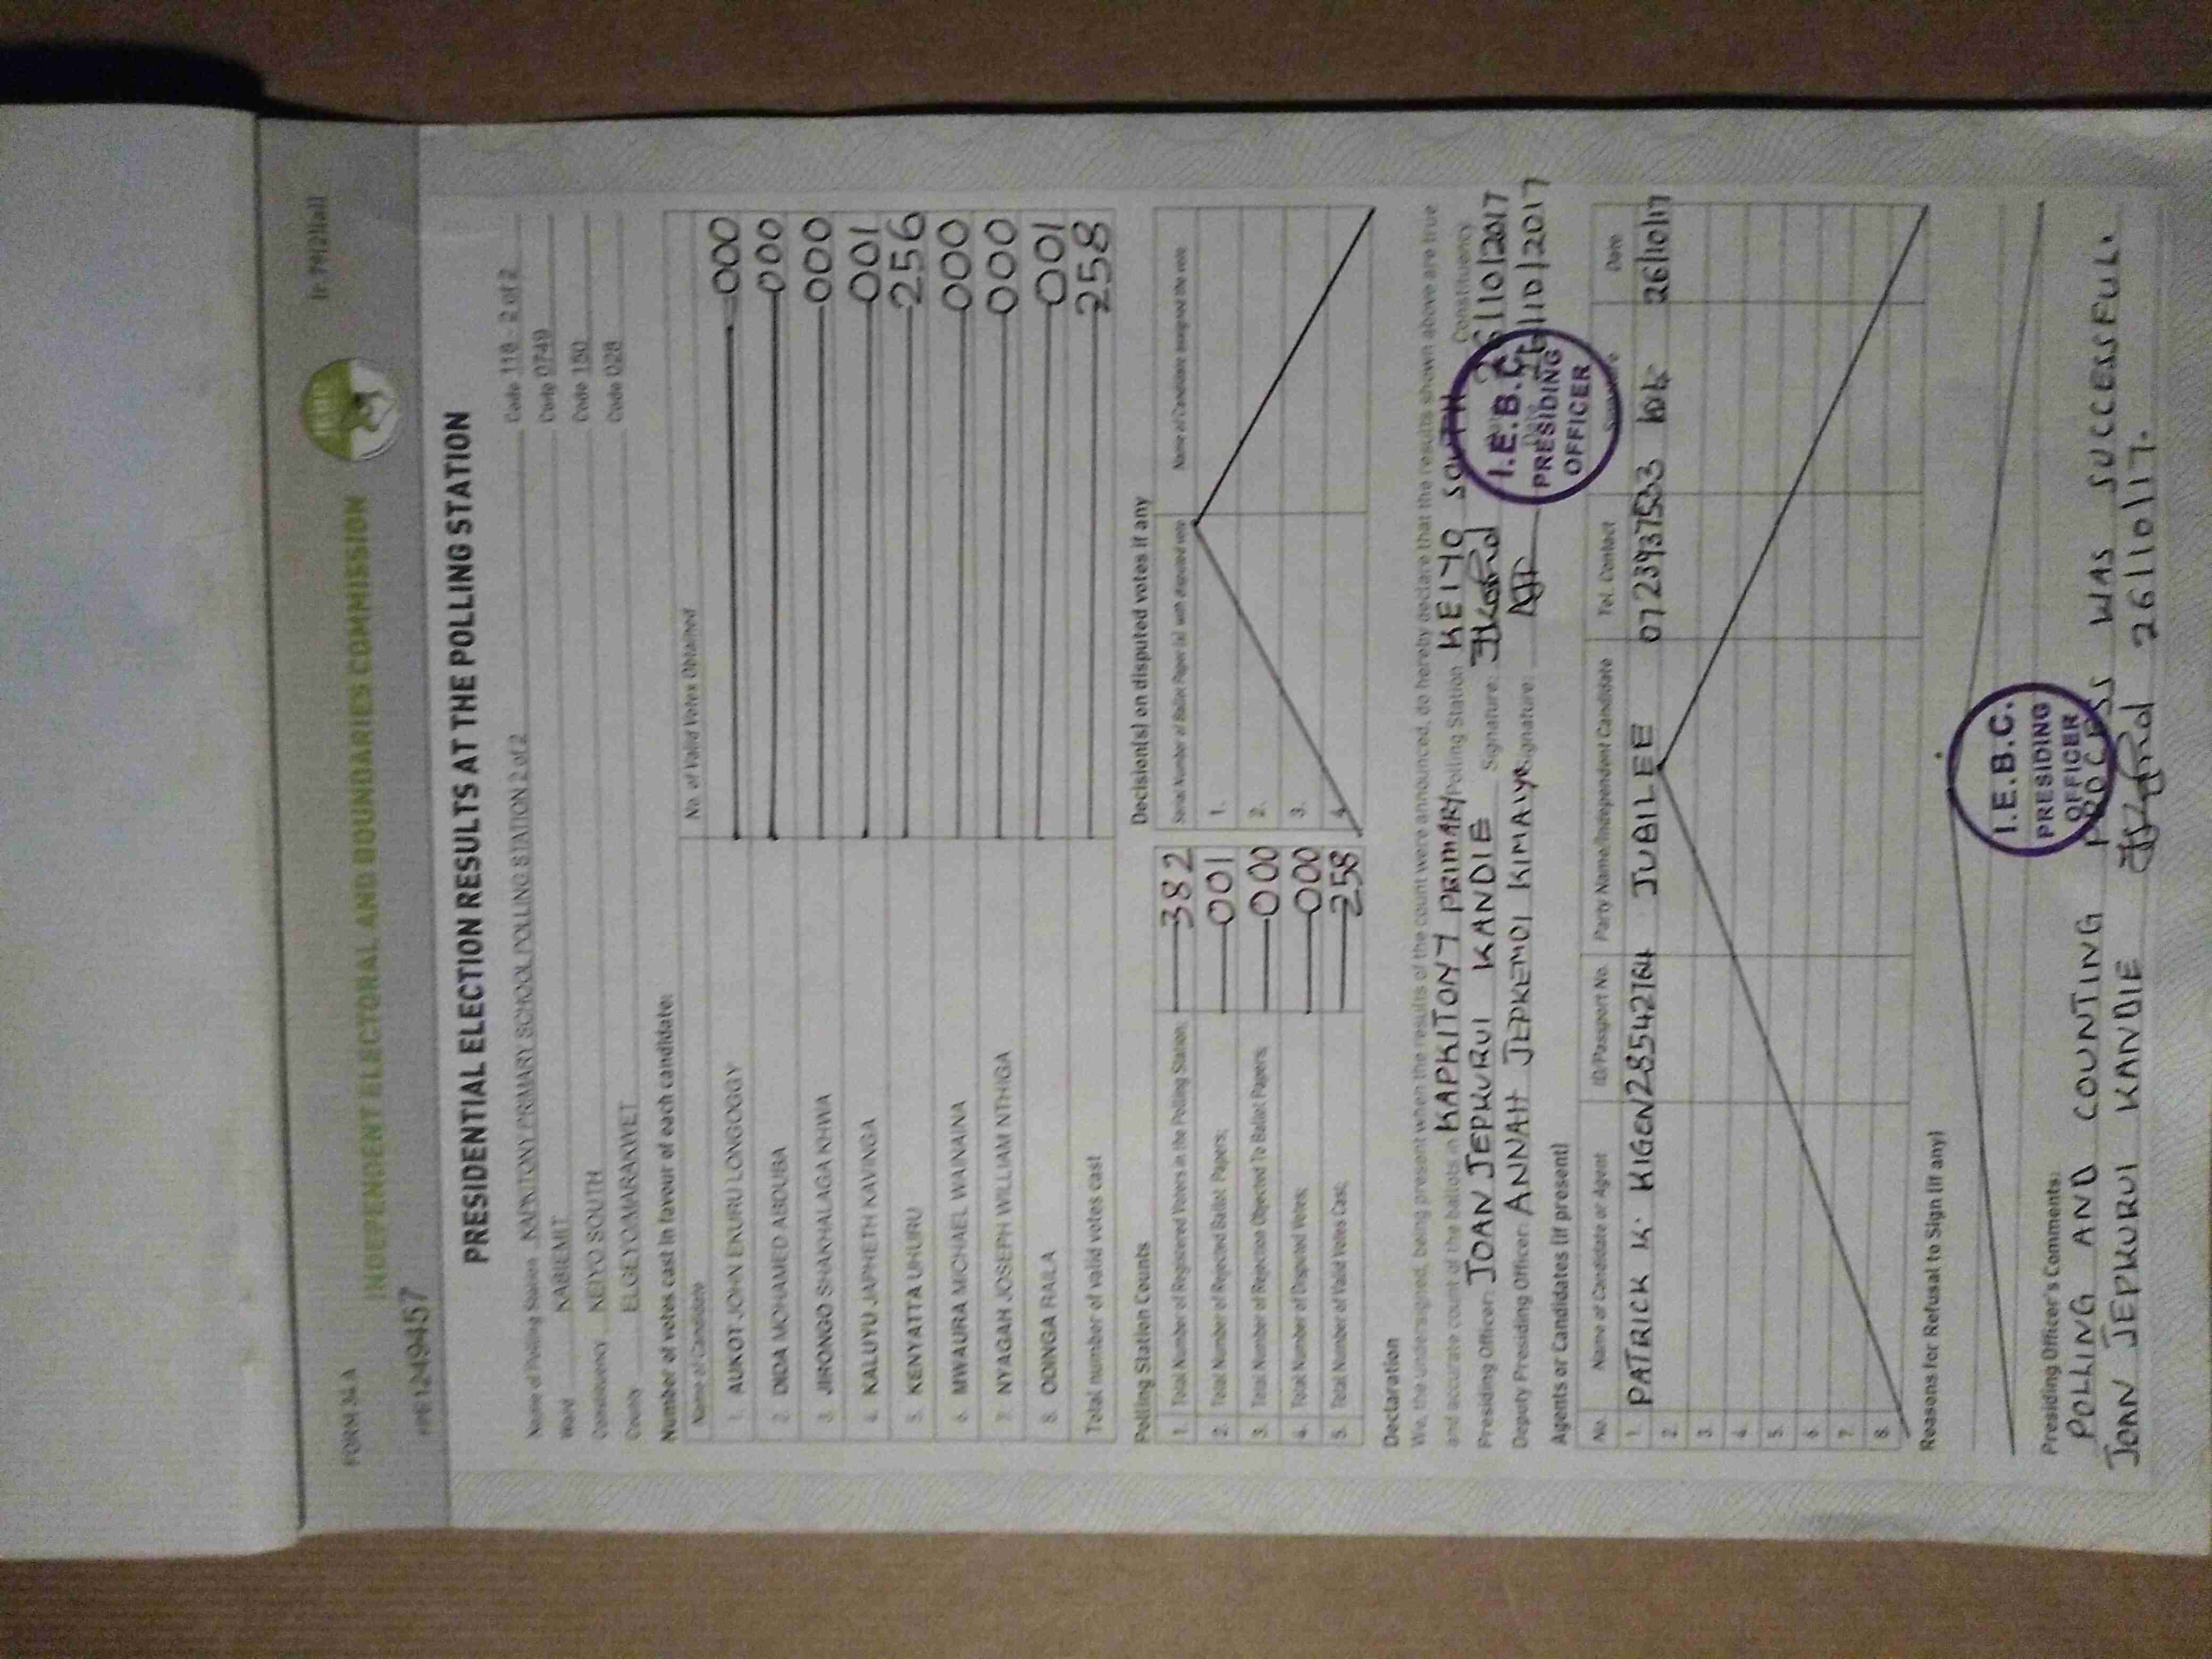 FORM 34 A
INDEPENDENT ELECTORAL AND BOUNDARIES COMMISSION
PRESIDENTIAL ELECTION RESULTS AT THE POLLING STATION
Name of Polling Station KAPKITONY PRIMARY SCHOOL POLLING STATION 2 of 2 Code 118 2 of 2
Ward KABIEMIT Code 0749
Constituency KEIYO SOUTH Code 150
County ELGEYO/MARAKWET Code 028
Number of votes cast in favour of each candidate:
Name of Candidate No. of Valid Votes Obtained
1. AUKOT JOHN EKURU LONGOGGY 000
2. DIDA MOHAMED ABDUBA 000
3. JIRONGO SHAKHALAGA KHWA 000
4. KALUYU JAPHETH KAVINGA 001
5. KENYATTA UHURU 256
6. MWAURA MICHAEL WAINAINA 000
7. NYAGAH JOSEPH WILLIAM NTHIGA 000
8. ODINGA RAILA 001
Total number of valid votes cast 258
Polling Station Counts
1. Total Number of Registered Voters in the Polling Station: 382
2. Total Number of Rejected Ballot Papers; 001
3. Total Number of Rejection Objected To Ballot Papers; 000
4. Total Number of Disputed Votes; 000
5. Total Number of Valid Votes Cast; 258
Decision(s) on disputed votes if any
Serial Number of Ballot Paper (s) with disputed vote Name of Candidate assigned the vote
1.
2.
3.
4.
Declaration
We, the undersigned, being present when the results of the count were announced, do hereby declare that the results shown above are true
and accurate count of the ballots in KAPKITONY PRIMARY Polling Station KEIYO SOUTH Constituency
Presiding Officer: JOAN JEPKURUI KANDIE Signature: 26/10/2017
Deputy Presiding Officer: ANNAH JEPKEMOI KIMAIYO Signature: 26/10/2017
I.E.B.C.
PRESIDING
OFFICER
Agents or Candidates (if present)
No. Name of Candidate or Agent ID/Passport No. Party Name/Independent Candidate Tel. Contact Signature Date
1. PATRICK K. KIGEN 28542764 JUBILEE 0723937533 26/10/17
2.
3.
4.
5.
6.
7.
8.
Reasons for Refusal to Sign (if any)
I.E.B.C.
PRESIDING
OFFICER
Presiding Officer's Comments:
POLLING AND COUNTING PROCESS WAS SUCCESSFULL
JOAN JEPKURUI KANDIE 26/10/17.